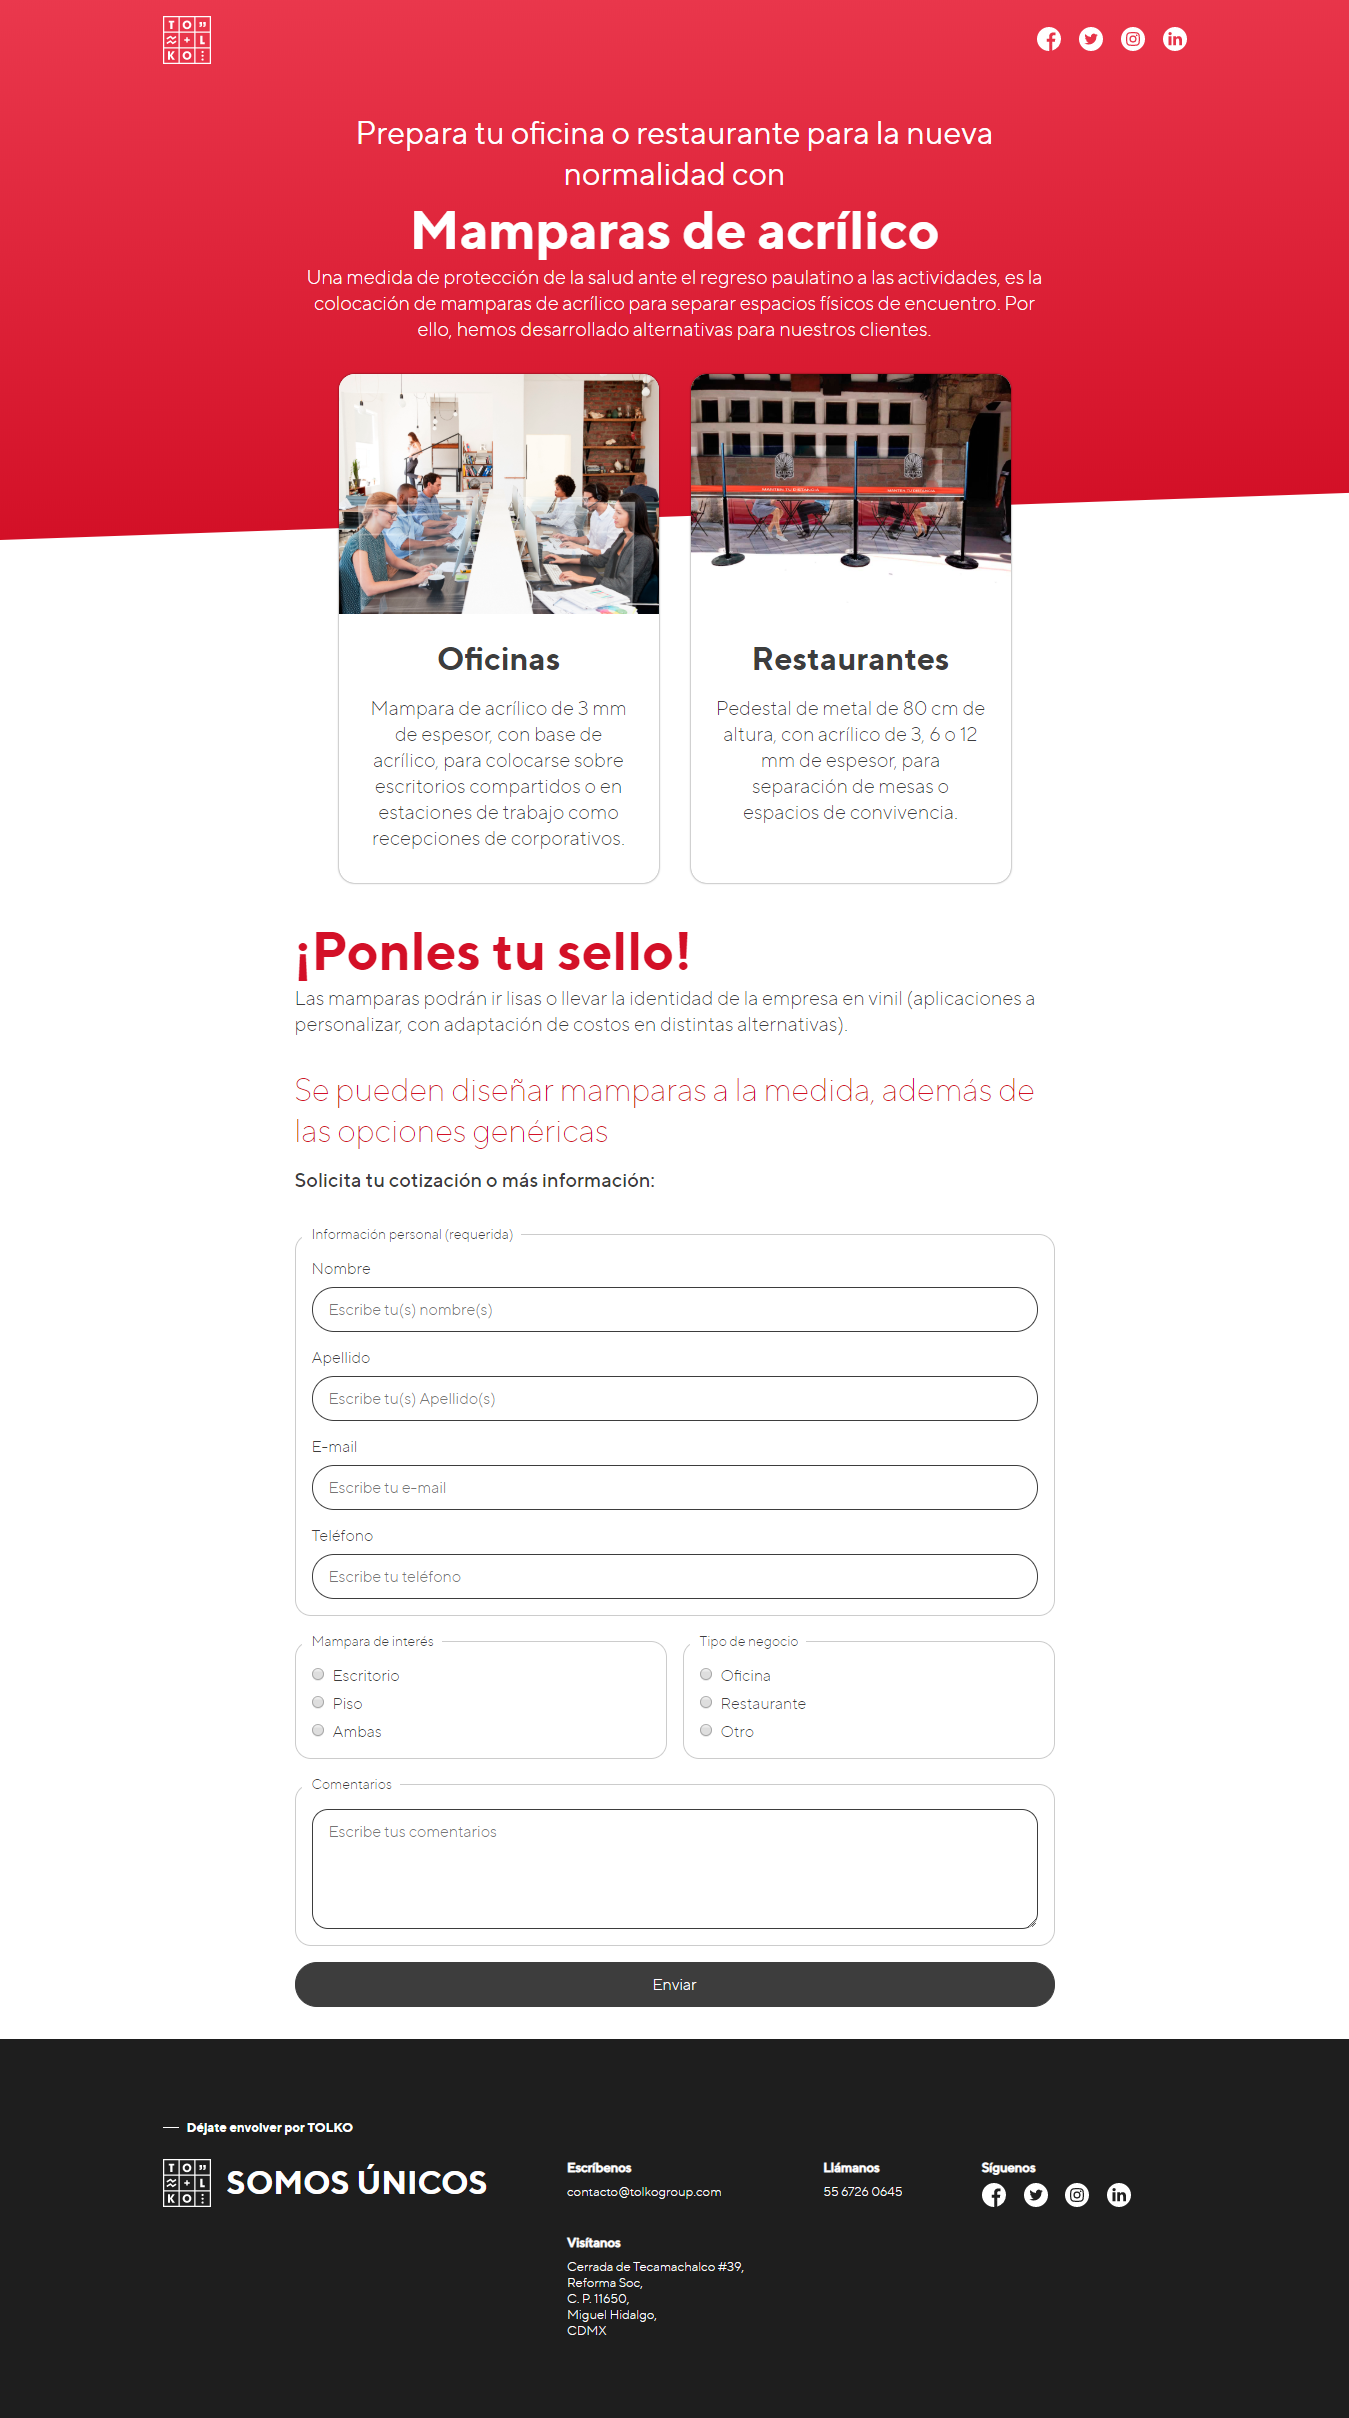 TO”
≈+L
KO⋮
Prepara tu oficina o restaurante para la nueva
normalidad con
Mamparas de acrílico
Una medida de protección de la salud ante el regreso paulatino a las actividades, es la
colocación de mamparas de acrílico para separar espacios físicos de encuentro. Por
ello, hemos desarrollado alternativas para nuestros clientes.
Oficinas
Mampara de acrílico de 3 mm
de espesor, con base de
acrílico, para colocarse sobre
escritorios compartidos o en
estaciones de trabajo como
recepciones de corporativos.
Restaurantes
Pedestal de metal de 80 cm de
altura, con acrílico de 3, 6 o 12
mm de espesor, para
separación de mesas o
espacios de convivencia.
¡Ponles tu sello!
Las mamparas podrán ir lisas o llevar la identidad de la empresa en vinil (aplicaciones a
personalizar, con adaptación de costos en distintas alternativas).
Se pueden diseñar mamparas a la medida, además de
las opciones genéricas
Solicita tu cotización o más información:
Información personal (requerida)
Nombre
Escribe tu(s) nombre(s)
Apellido
Escribe tu(s) Apellido(s)
E-mail
Escribe tu e-mail
Teléfono
Escribe tu teléfono
Mampara de interés
Escritorio
Piso
Ambas
Tipo de negocio
Oficina
Restaurante
Otro
Comentarios
Escribe tus comentarios
Enviar
Déjate envolver por TOLKO
TO”
≈+L
KO⋮
SOMOS ÚNICOS
Escríbenos
contacto@tolkogroup.com
Llámanos
55 6726 0645
Síguenos
Visítanos
Cerrada de Tecamachalco #39,
Reforma Soc,
C. P. 11650,
Miguel Hidalgo,
CDMX